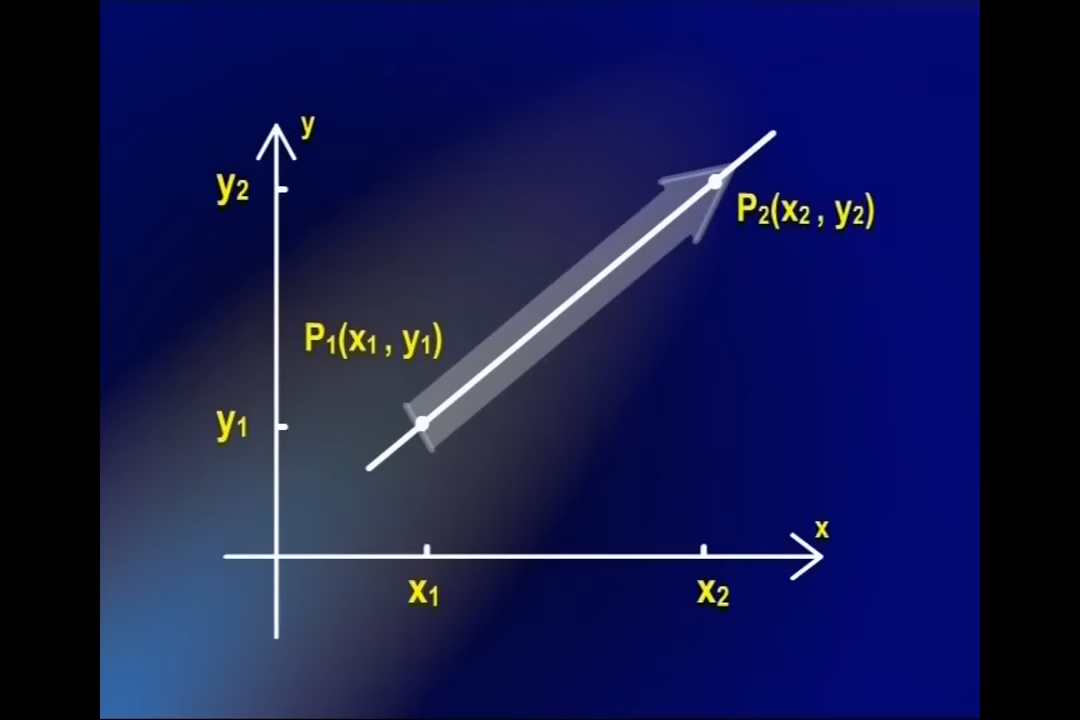 y
y₂
P₂(x₂ , y₂)
P₁(x₁ , y₁)
y₁
x
x₁
x₂